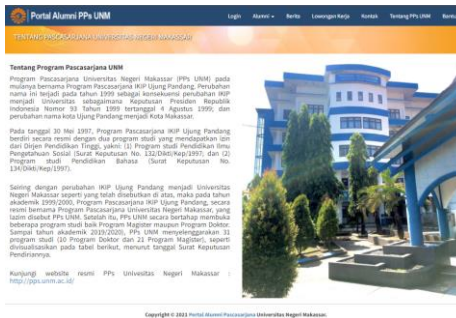 Portal Alumni PPs UNM
Login Alumni Berita Lowongan Kerja Kontak Tentang PPs UNM Bantu
TENTANG PASCASARJANA UNIVERSITAS NEGERI MAKASSAR
Tentang Program Pascasarjana UNM
Program Pascasarjana Universitas Negeri Makassar (PPs UNM) pada
mulanya bernama Program Pascasarjana IKIP Ujung Pandang. Perubahan
nama ini terjadi pada tahun 1999 sebagai konsekuensi perubahan IKIP
menjadi Universitas sebagaimana Keputusan Presiden Republik
Indonesia Nomor 93 Tahun 1999 tertanggal 4 Agustus 1999; dan
perubahan nama kota Ujung Pandang menjadi Kota Makassar.
Pada tanggal 30 Mei 1997, Program Pascasarjana IKIP Ujung Pandang
berdiri secara resmi dengan dua program studi yang mendapatkan izin
dari Dirjen Pendidikan Tinggi, yakni: (1) Program studi Pendidikan Ilmu
Pengetahuan Sosial (Surat Keputusan No. 132/Dikti/Kep/1997; dan (2)
Program studi Pendidikan Bahasa (Surat Keputusan No.
134/Dikti/Kep/1997).
Seiring dengan perubahan IKIP Ujung Pandang menjadi Universitas
Negeri Makassar seperti yang telah disebutkan di atas, maka pada tahun
akademik 1999/2000, Program Pascasarjana IKIP Ujung Pandang, secara
resmi bernama Program Pascasarjana Universitas Negeri Makassar, yang
lazim disebut PPs UNM. Setelah itu, PPs UNM secara bertahap membuka
beberapa program studi baik Program Magister maupun Program Doktor.
Sampai tahun akademik 2019/2020), PPs UNM menyelenggarakan 31
program studi (10 Program Doktor dan 21 Program Magister), seperti
divisualisasikan pada tabel berikut, menurut tanggal Surat Keputusan
Pendiriannya.
Kunjungi website resmi PPs Univesitas Negeri Makassar :
http://pps.unm.ac.id/
Copyright © 2021 Portal Alumni Pascasarjana Universitas Negeri Makassar.